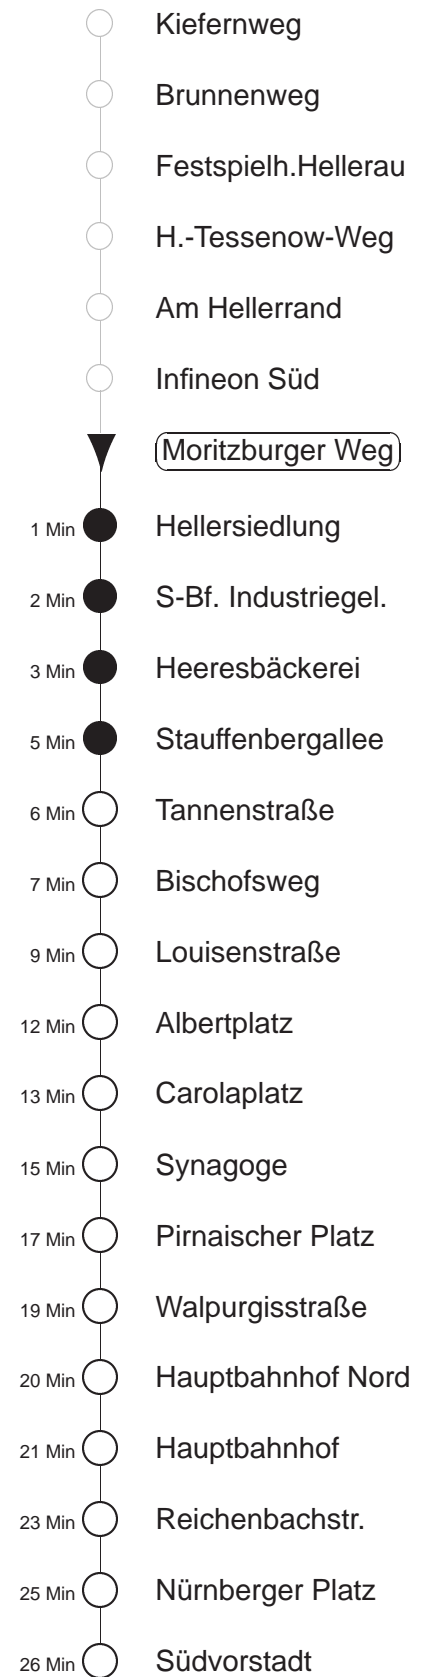 Kiefernweg
Brunnenweg
Festspielh.Hellerau
H.-Tessenow-Weg
Am Hellerrand
Infineon Süd
Moritzburger Weg
1 Min Hellersiedlung
2 Min S-Bf. Industriegel.
3 Min Heeresbäckerei
5 Min Stauffenbergallee
6 Min Tannenstraße
7 Min Bischofsweg
9 Min Louisenstraße
12 Min Albertplatz
13 Min Carolaplatz
15 Min Synagoge
17 Min Pirnaischer Platz
19 Min Walpurgisstraße
20 Min Hauptbahnhof Nord
21 Min Hauptbahnhof
23 Min Reichenbachstr.
25 Min Nürnberger Platz
26 Min Südvorstadt